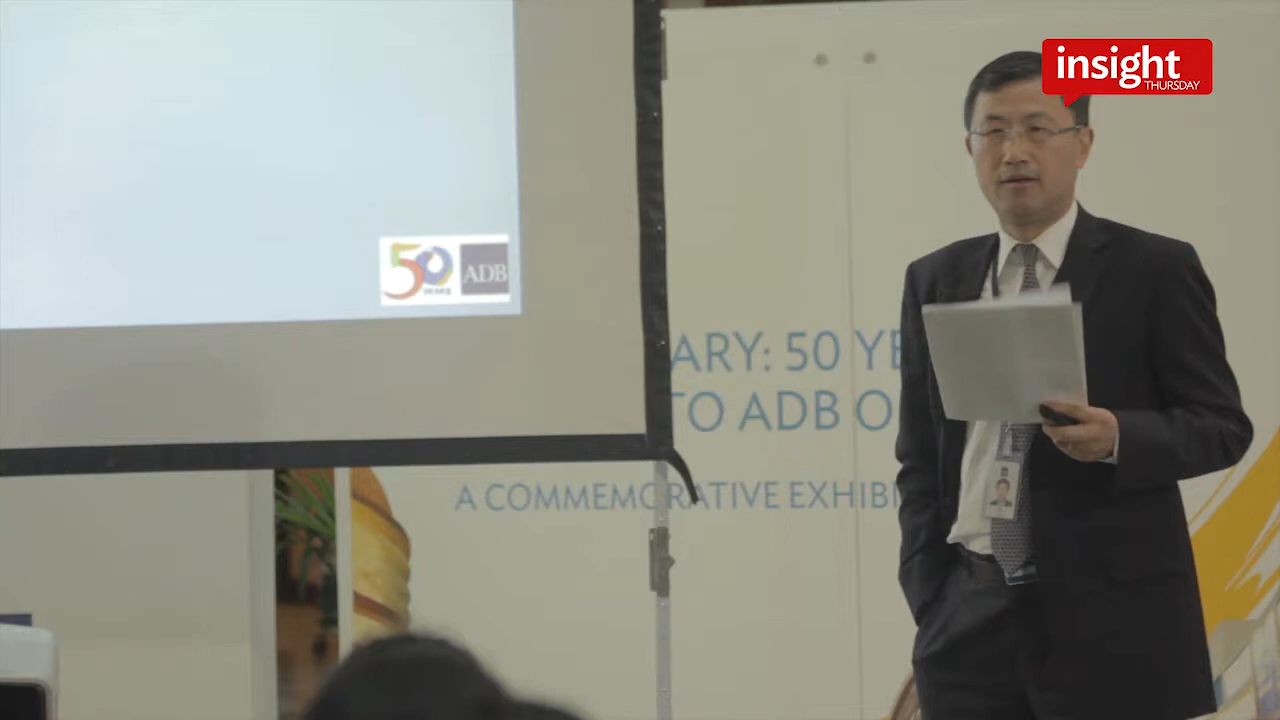 insight
THURSDAY
50
ADB
ARY: 50 YE
TO ADB O
A COMMEMORATIVE EXHIBI